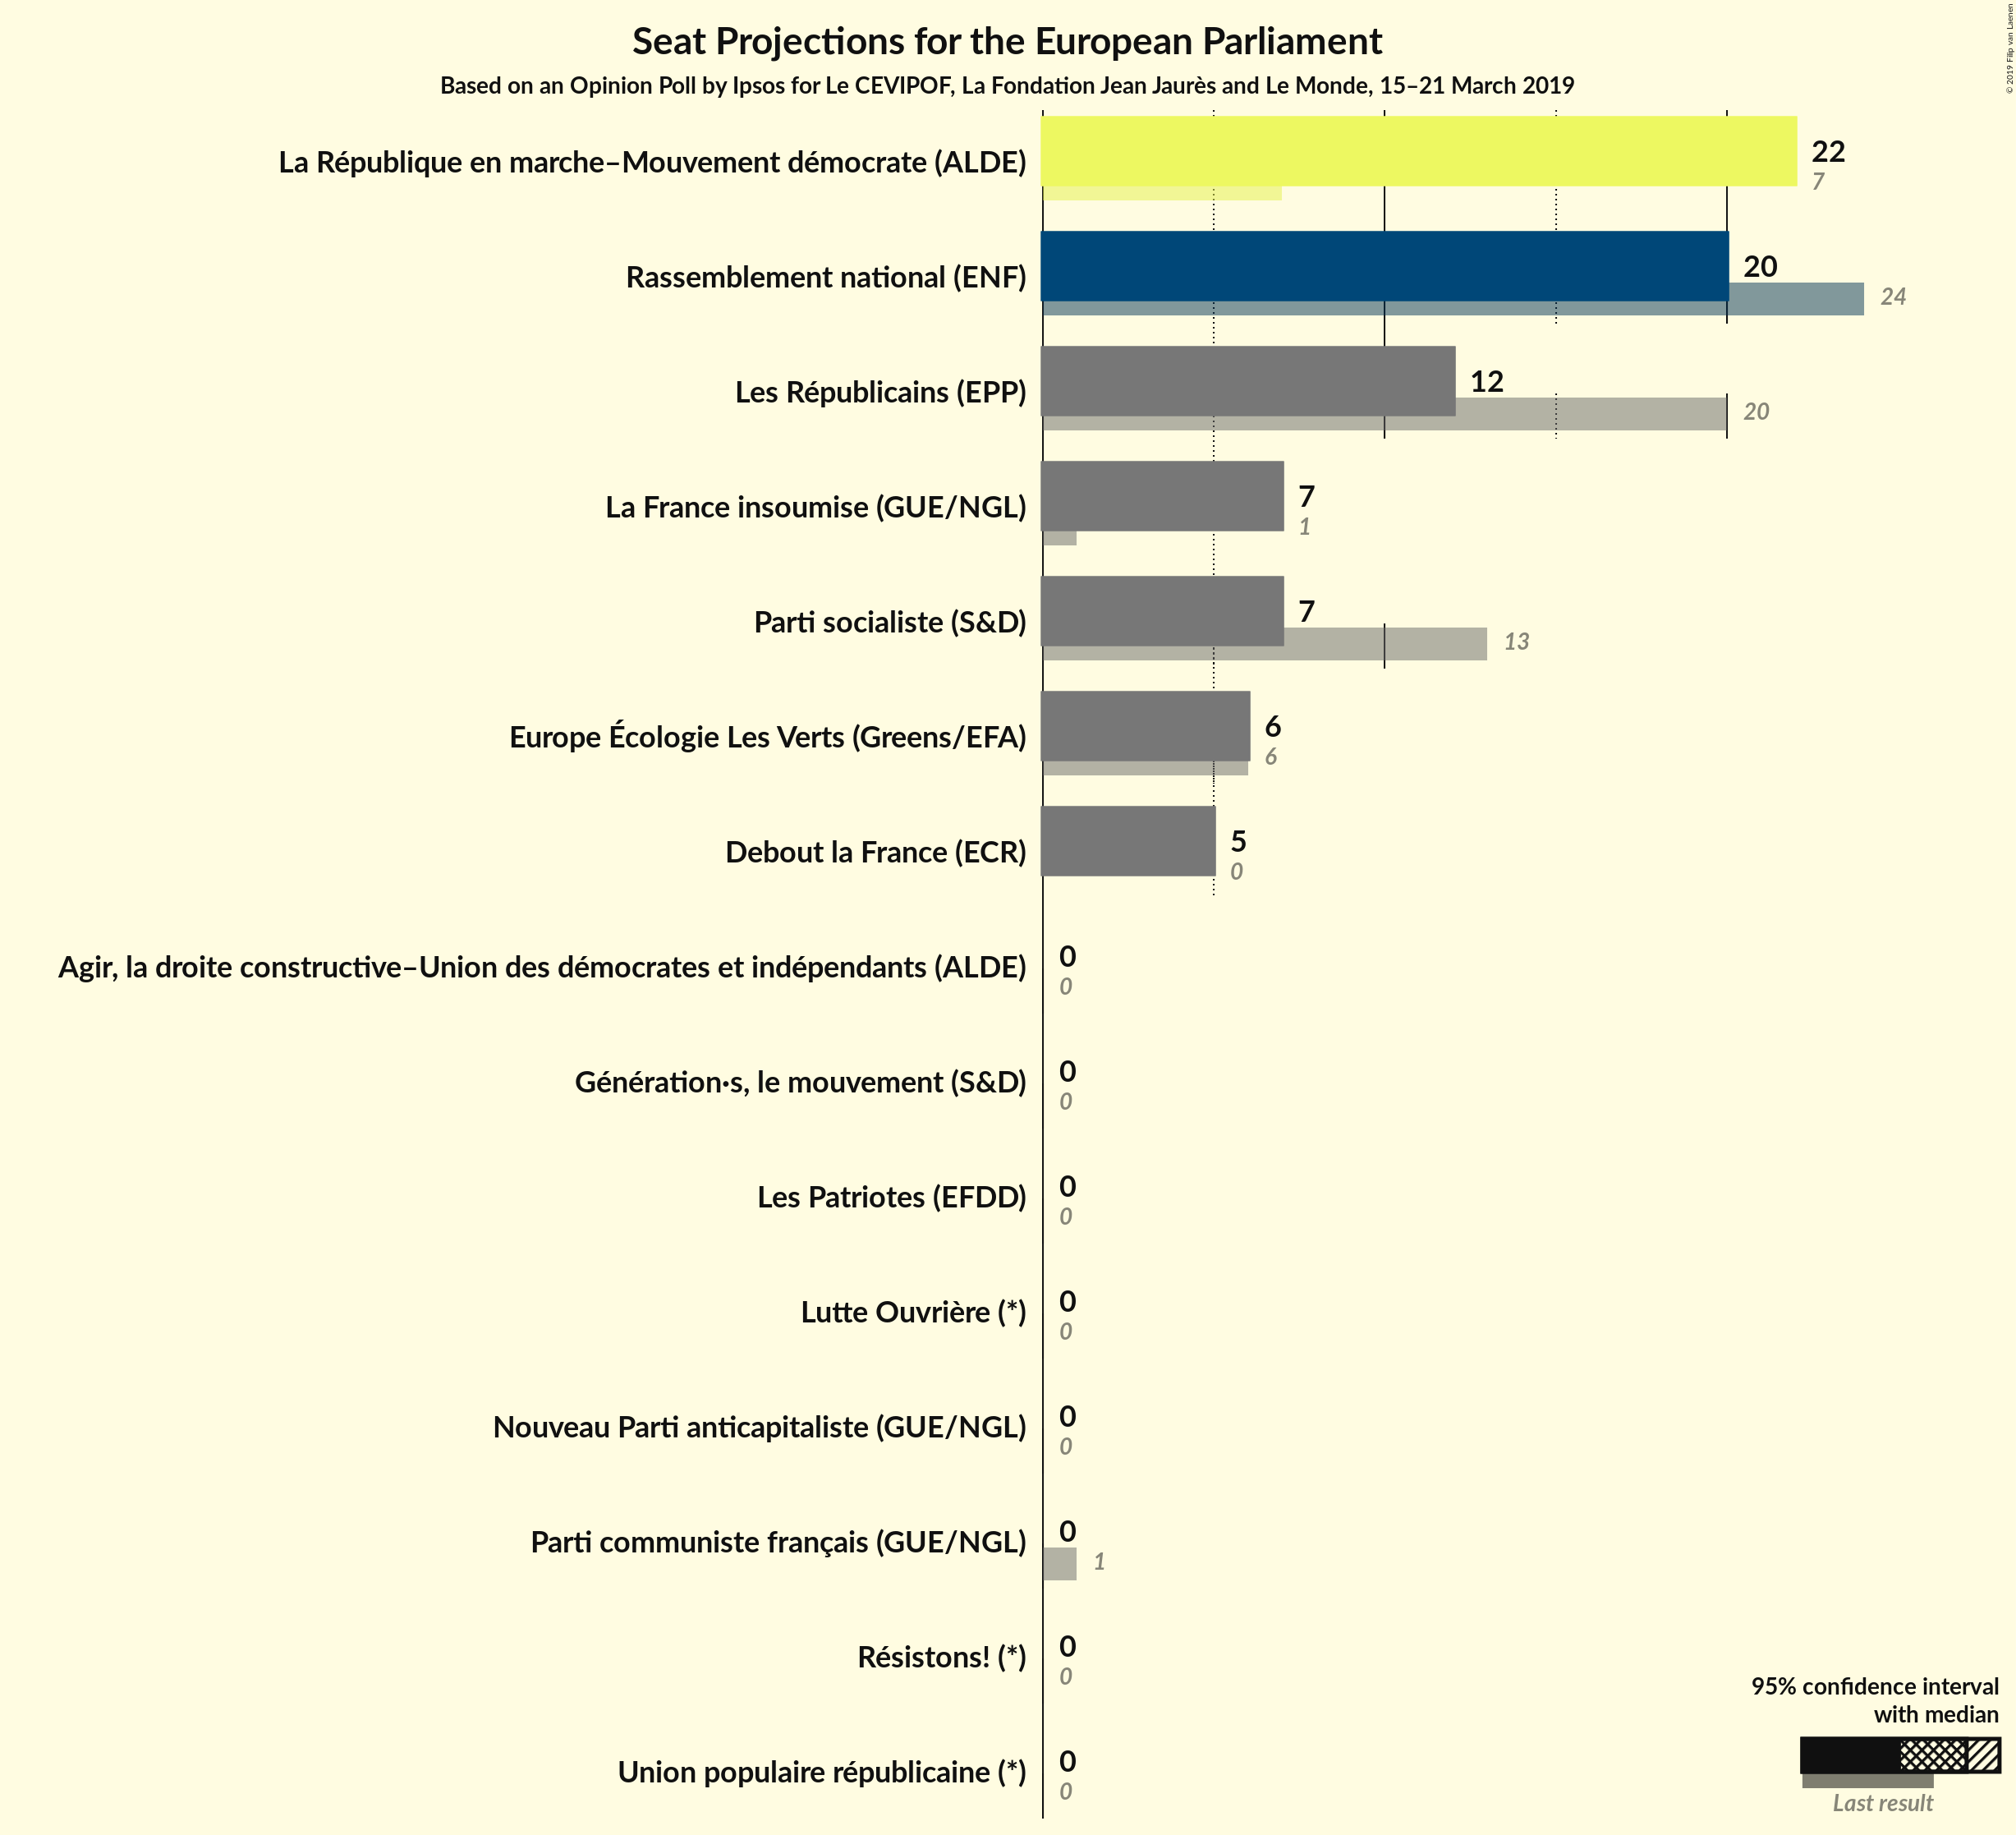 Seat Projections for the European Parliament
Based on an Opinion Poll by Ipsos for Le CEVIPOF, La Fondation Jean Jaurès and Le Monde, 15–21 March 2019
© 2019 Filip van Laenen
La République en marche–Mouvement démocrate (ALDE)
22
7
Rassemblement national (ENF)
20
24
Les Républicains (EPP)
12
20
La France insoumise (GUE/NGL)
7
1
Parti socialiste (S&D)
7
13
Europe Écologie Les Verts (Greens/EFA)
6
6
Debout la France (ECR)
5
0
Agir, la droite constructive–Union des démocrates et indépendants (ALDE)
0
0
Génération·s, le mouvement (S&D)
0
0
Les Patriotes (EFDD)
0
0
Lutte Ouvrière (*)
0
0
Nouveau Parti anticapitaliste (GUE/NGL)
0
0
Parti communiste français (GUE/NGL)
0
1
Résistons! (*)
0
0
Union populaire républicaine (*)
0
0
95% confidence interval
with median
Last result